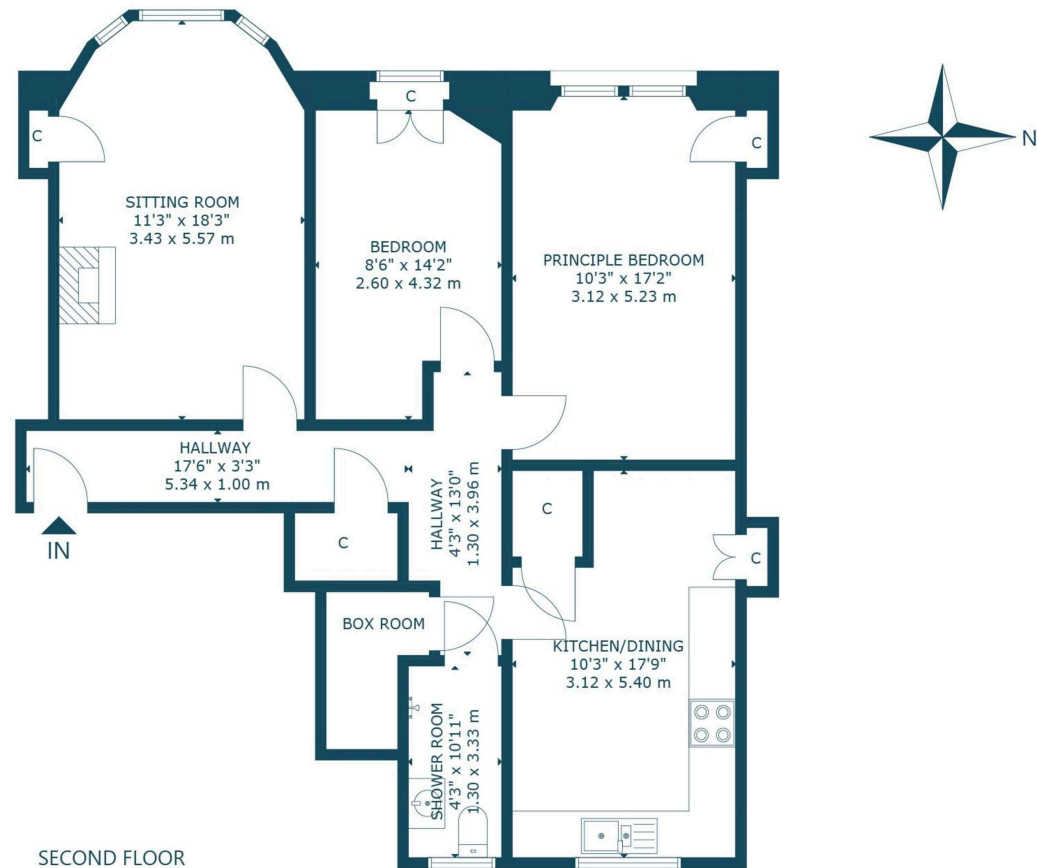 C
N
C
C
SITTING ROOM
11'3" x 18'3"
3.43 x 5.57 m
BEDROOM
8'6" x 14'2"
2.60 x 4.32 m
PRINCIPLE BEDROOM
10'3" x 17'2"
3.12 x 5.23 m
HALLWAY
17'6" x 3'3"
5.34 x 1.00 m
IN
C
HALLWAY
4'3" x 13'0"
1.30 x 3.96 m
C
C
BOX ROOM
KITCHEN/DINING
10'3" x 17'9"
3.12 x 5.40 m
SHOWER ROOM
4'3" x 10'11"
1.30 x 3.33 m
SECOND FLOOR